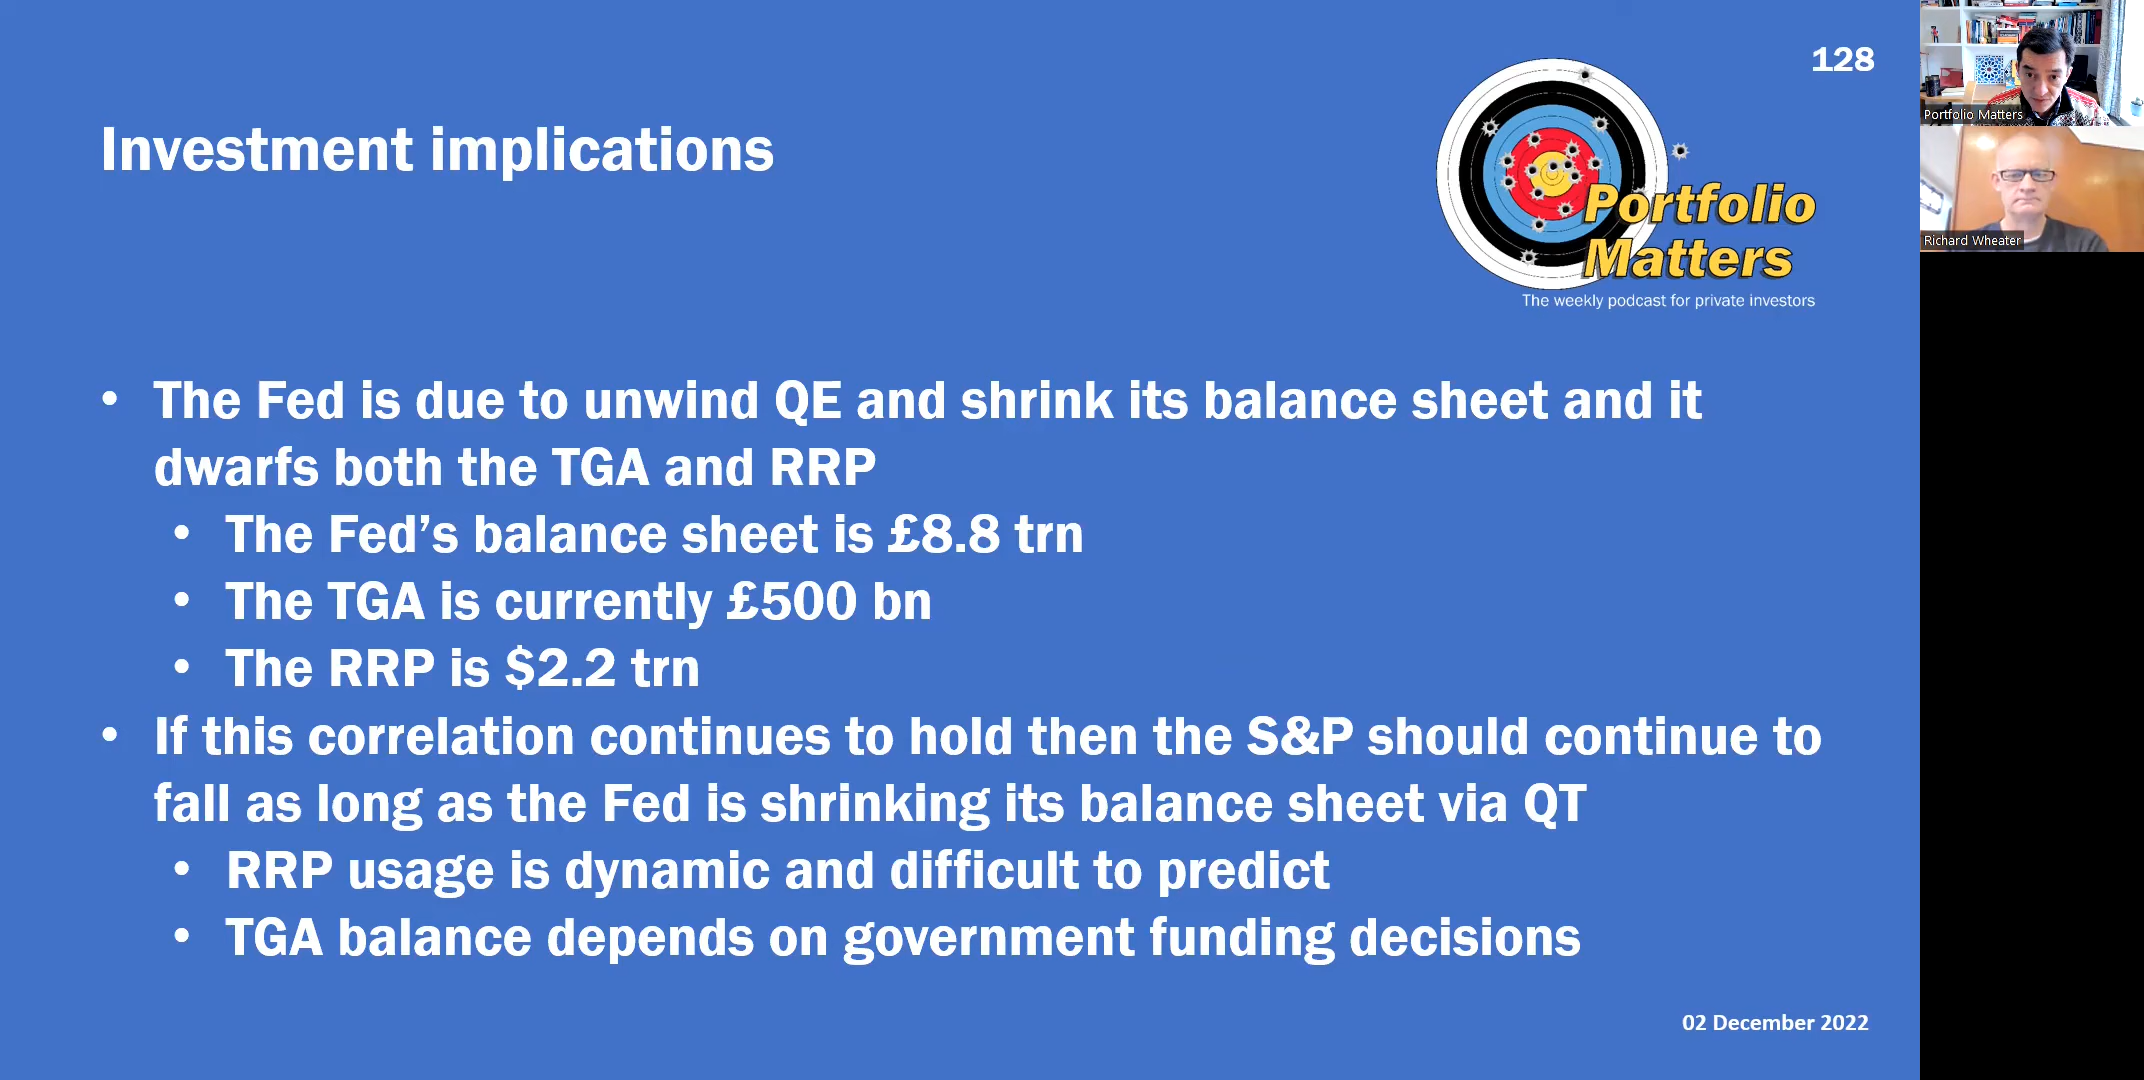 128
Investment implications
Portfolio
Matters
The weekly podcast for private investors
• The Fed is due to unwind QE and shrink its balance sheet and it
dwarfs both the TGA and RRP
• The Fed’s balance sheet is £8.8 trn
• The TGA is currently £500 bn
• The RRP is $2.2 trn
• If this correlation continues to hold then the S&P should continue to
fall as long as the Fed is shrinking its balance sheet via QT
• RRP usage is dynamic and difficult to predict
• TGA balance depends on government funding decisions
02 December 2022
Portfolio Matters
Richard Wheater